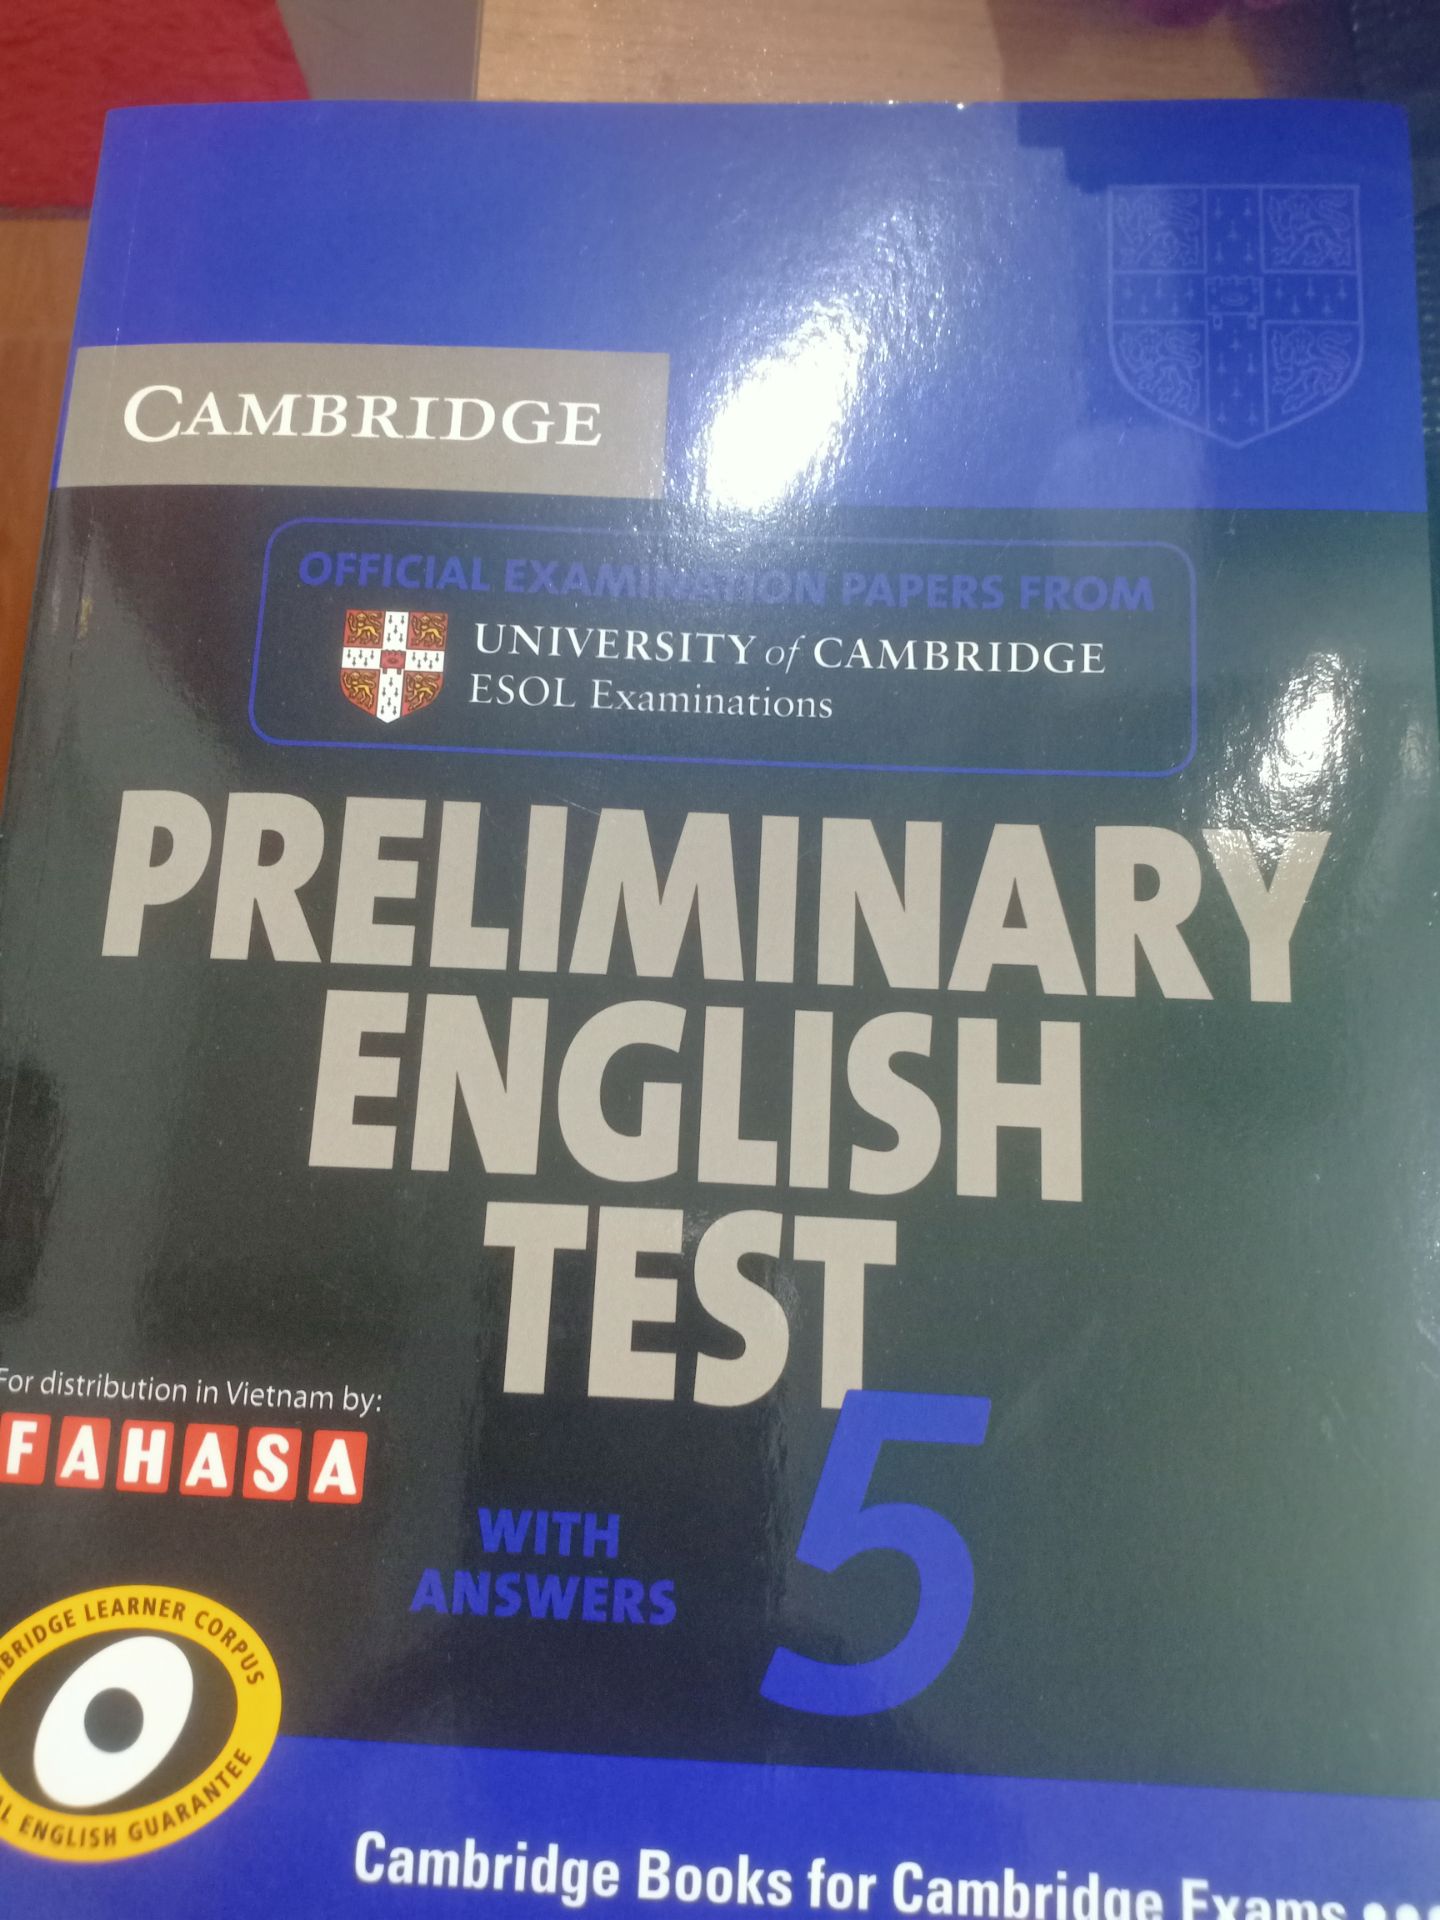 CAMBRIDGE
OFFICIAL EXAMINATION PAPERS FROM
UNIVERSITY of CAMBRIDGE
ESOL Examinations
PRELIMINARY
ENGLISH
TEST
5
For distribution in Vietnam by:
FAHASA
WITH
ANSWERS
BRIDGE LEARNER CORPUS
ENGLISH GUARANTEE
Cambridge Books for Cambridge Exams •••